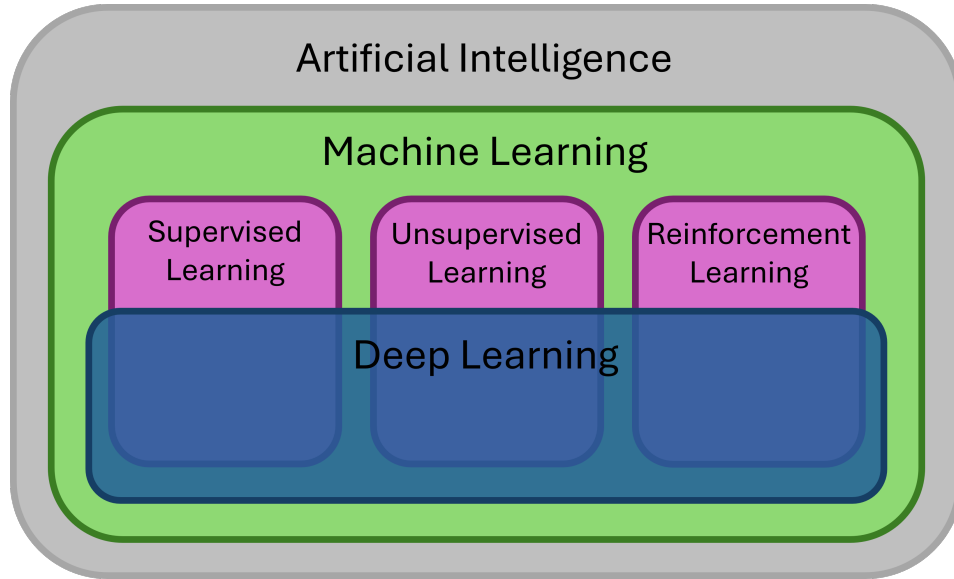 Artificial Intelligence
Machine Learning
Supervised
Learning
Unsupervised
Learning
Reinforcement
Learning
Deep Learning